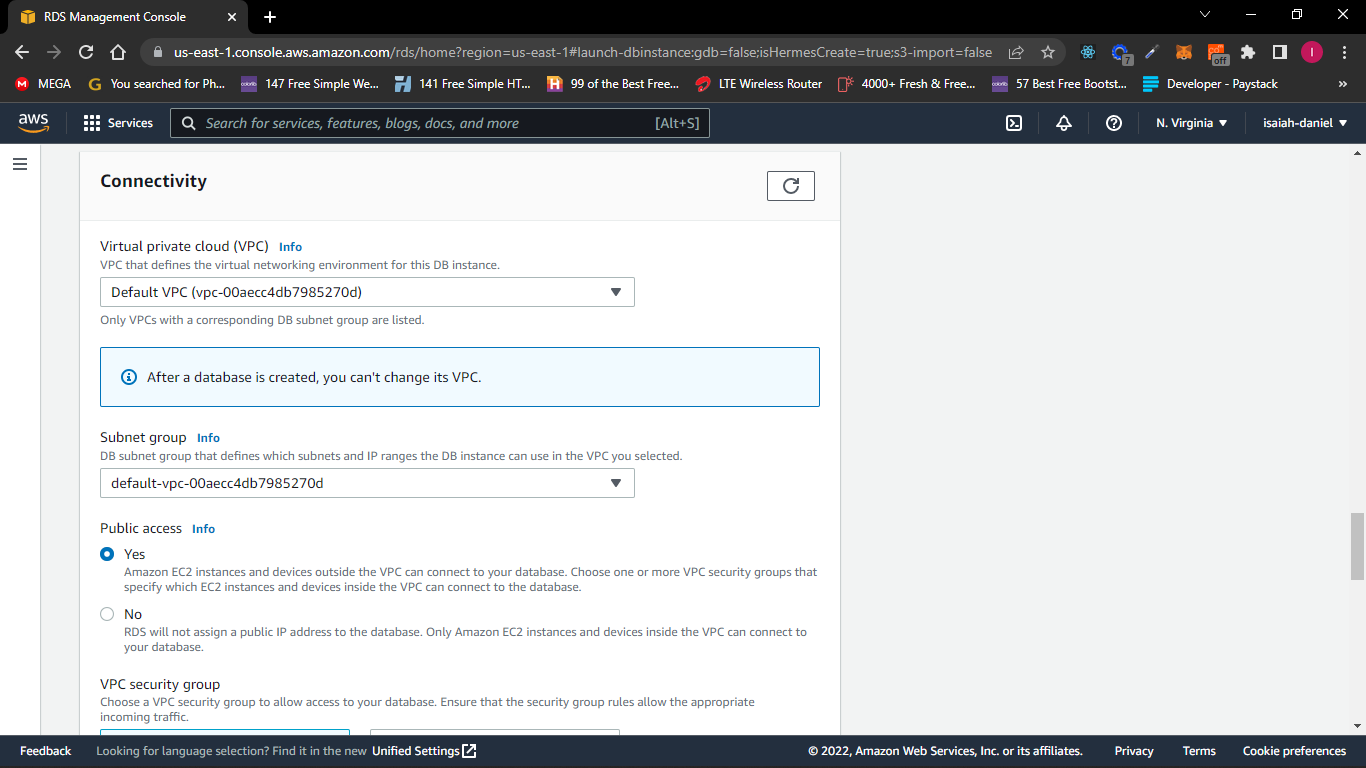 RDS Management Console
us-east-1.console.aws.amazon.com/rds/home?region=us-east-1#launch-dbinstance:gdb=false;isHermesCreate=true;s3-import=false
7
off
I
MEGA
You searched for Ph...
147 Free Simple We...
141 Free Simple HT...
99 of the Best Free...
LTE Wireless Router
4000+ Fresh & Free...
57 Best Free Bootst...
Developer - Paystack
aws
Services
Search for services, features, blogs, docs, and more
[Alt+S]
N. Virginia
isaiah-daniel
Connectivity
Virtual private cloud (VPC) Info
VPC that defines the virtual networking environment for this DB instance.
Default VPC (vpc-00aecc4db7985270d)
Only VPCs with a corresponding DB subnet group are listed.
After a database is created, you can't change its VPC.
Subnet group Info
DB subnet group that defines which subnets and IP ranges the DB instance can use in the VPC you selected.
default-vpc-00aecc4db7985270d
Public access Info
Yes
Amazon EC2 instances and devices outside the VPC can connect to your database. Choose one or more VPC security groups that
specify which EC2 instances and devices inside the VPC can connect to the database.
No
RDS will not assign a public IP address to the database. Only Amazon EC2 instances and devices inside the VPC can connect to
your database.
VPC security group
Choose a VPC security group to allow access to your database. Ensure that the security group rules allow the appropriate
incoming traffic.
Feedback
Looking for language selection? Find it in the new Unified Settings
© 2022, Amazon Web Services, Inc. or its affiliates.
Privacy
Terms
Cookie preferences